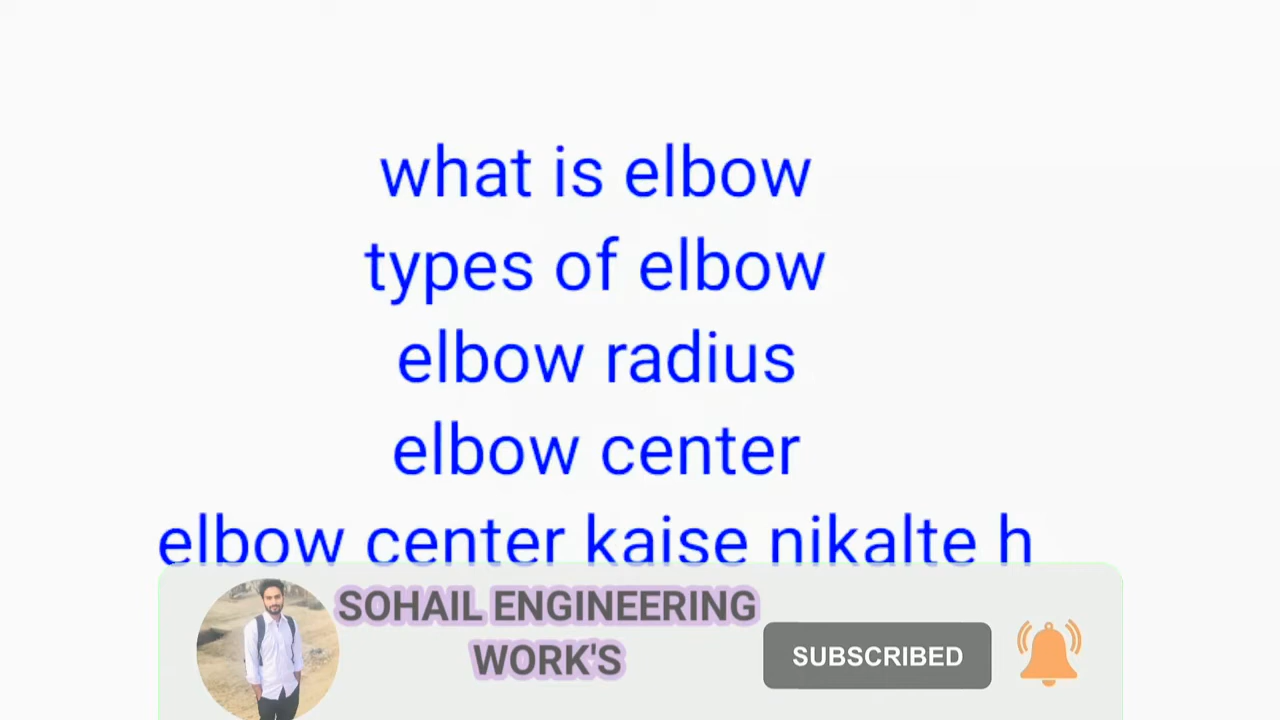 what is elbow
types of elbow
elbow radius
elbow center
elbow center kaise nikalte h
SOHAIL ENGINEERING
WORK'S
SUBSCRIBED